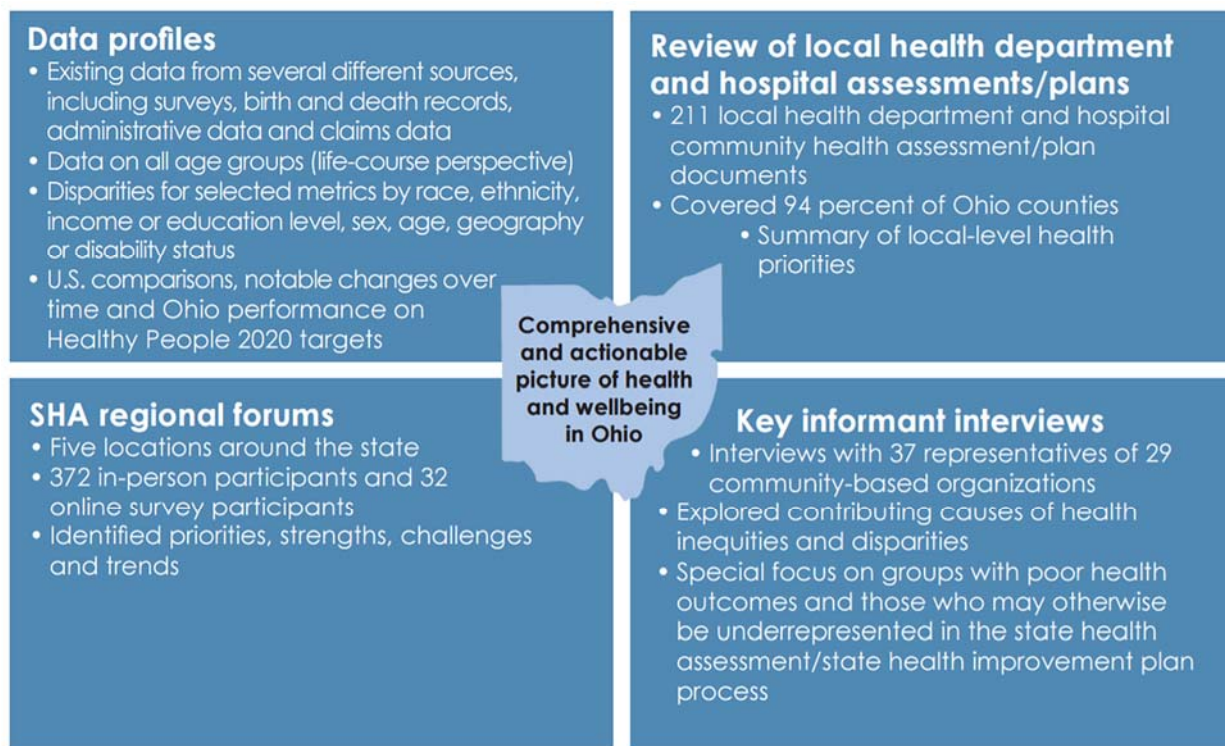 Data profiles
• Existing data from several different sources,
including surveys, birth and death records,
administrative data and claims data
• Data on all age groups (life-course perspective)
• Disparities for selected metrics by race, ethnicity,
income or education level, sex, age, geography
or disability status
• U.S. comparisons, notable changes over
time and Ohio performance on
Healthy People 2020 targets
Review of local health department
and hospital assessments/plans
• 211 local health department and hospital
community health assessment/plan
documents
• Covered 94 percent of Ohio counties
• Summary of local-level health
priorities
Comprehensive
and actionable
picture of health
and wellbeing
in Ohio
SHA regional forums
• Five locations around the state
• 372 in-person participants and 32
online survey participants
• Identified priorities, strengths, challenges
and trends
Key informant interviews
• Interviews with 37 representatives of 29
community-based organizations
• Explored contributing causes of health
inequities and disparities
• Special focus on groups with poor health
outcomes and those who may otherwise
be underrepresented in the state health
assessment/state health improvement plan
process